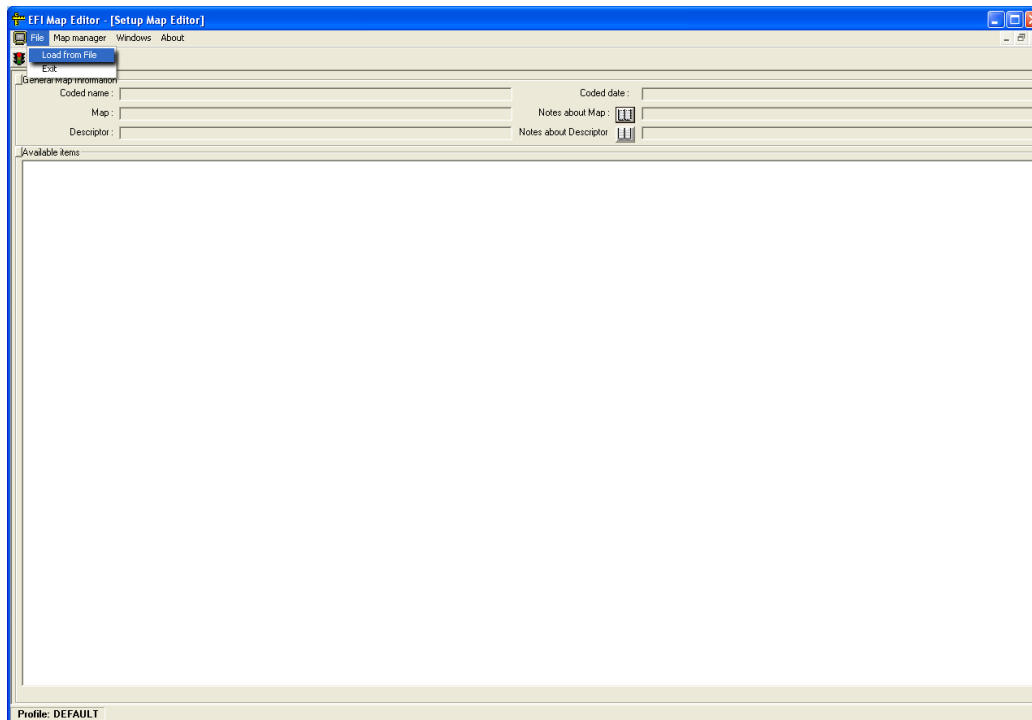 EFI Map Editor - [Setup Map Editor]
File Map manager Windows About
Load from File
Exit
General Map Information
Coded name : Coded date :
Map : Notes about Map :
Descriptor : Notes about Descriptor
Available items
Profile: DEFAULT